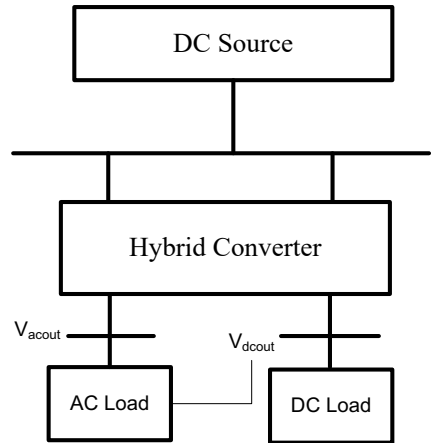 DC Source
Hybrid Converter
Vacout
Vdcout
AC Load
DC Load